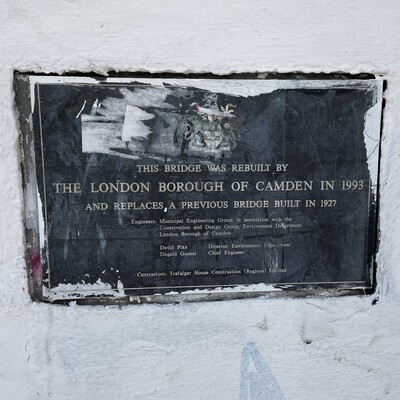 THIS BRIDGE WAS REBUILT BY
THE LONDON BOROUGH OF CAMDEN IN 1993
AND REPLACES A PREVIOUS BRIDGE BUILT IN 1927
Engineers: Municipal Engineering Group in association with the
Conservation and Design Group, Environment Department
London Borough of Camden
David Pike Director, Environment Department
Dugald Gonsal Chief Engineer
Contractors: Trafalgar House Construction (Regions) Limited